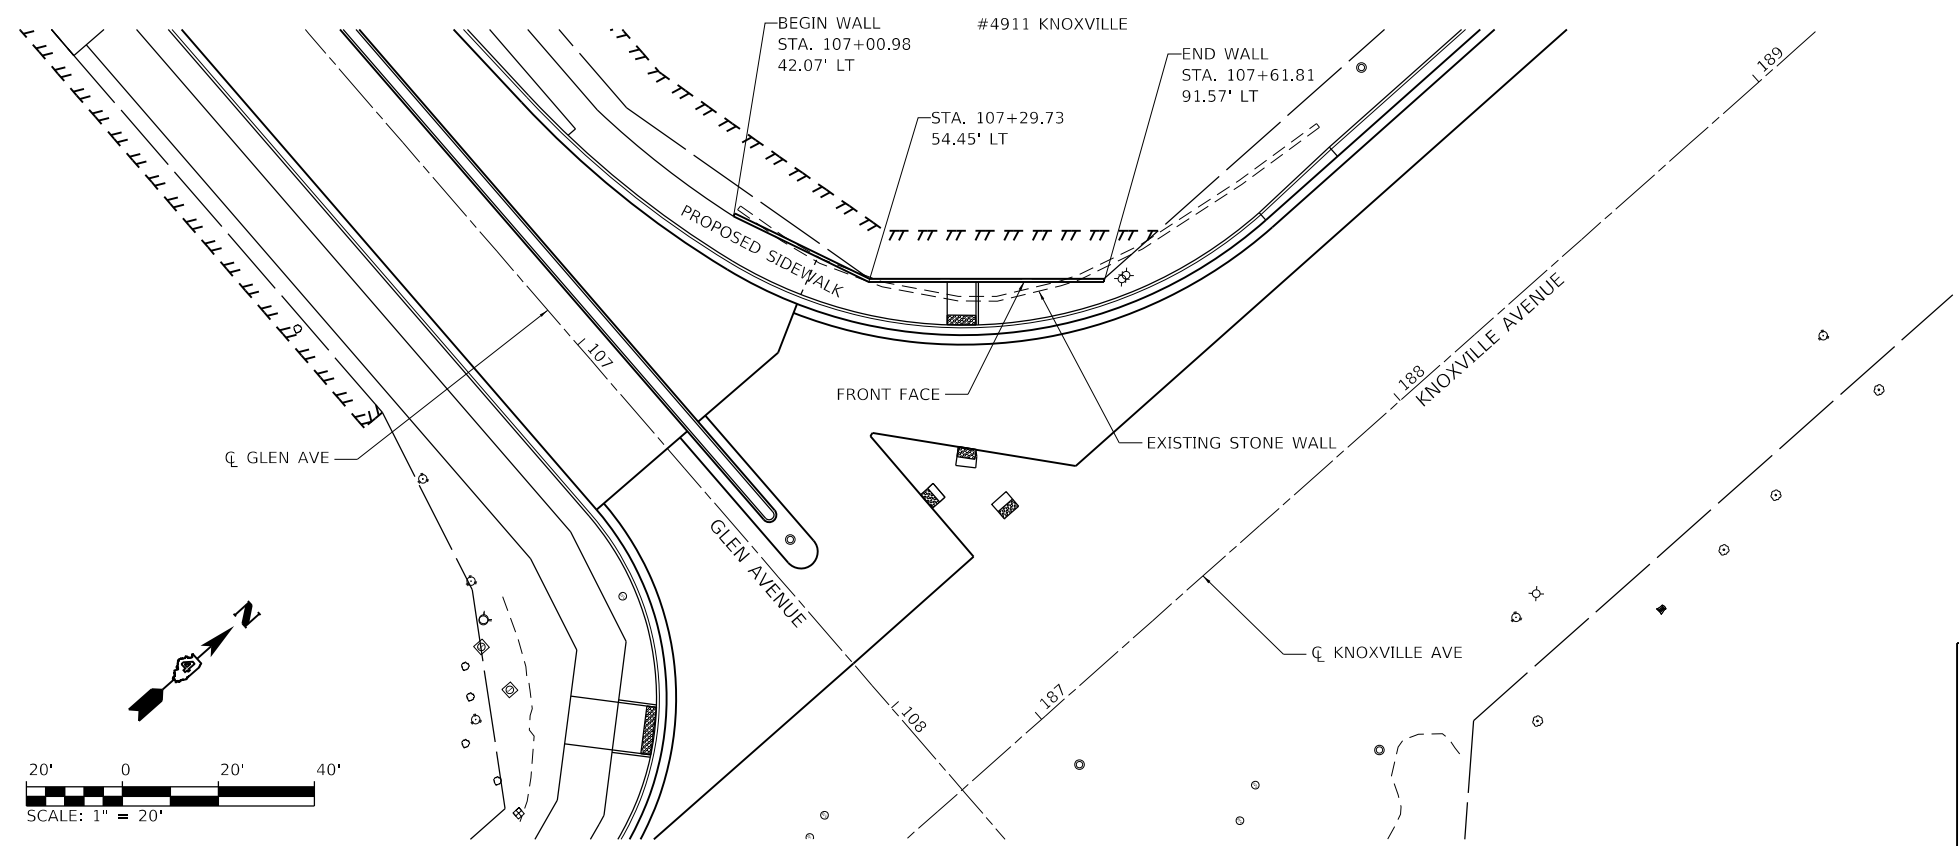 BEGIN WALL
STA. 107+00.98
42.07' LT
#4911 KNOXVILLE
END WALL
STA. 107+61.81
91.57' LT
STA. 107+29.73
54.45' LT
189
PROPOSED SIDEWALK
107
188
KNOXVILLE AVENUE
FRONT FACE
EXISTING STONE WALL
℄ GLEN AVE
GLEN AVENUE
℄ KNOXVILLE AVE
N
4
187
108
20' 0 20' 40'
SCALE: 1" = 20'